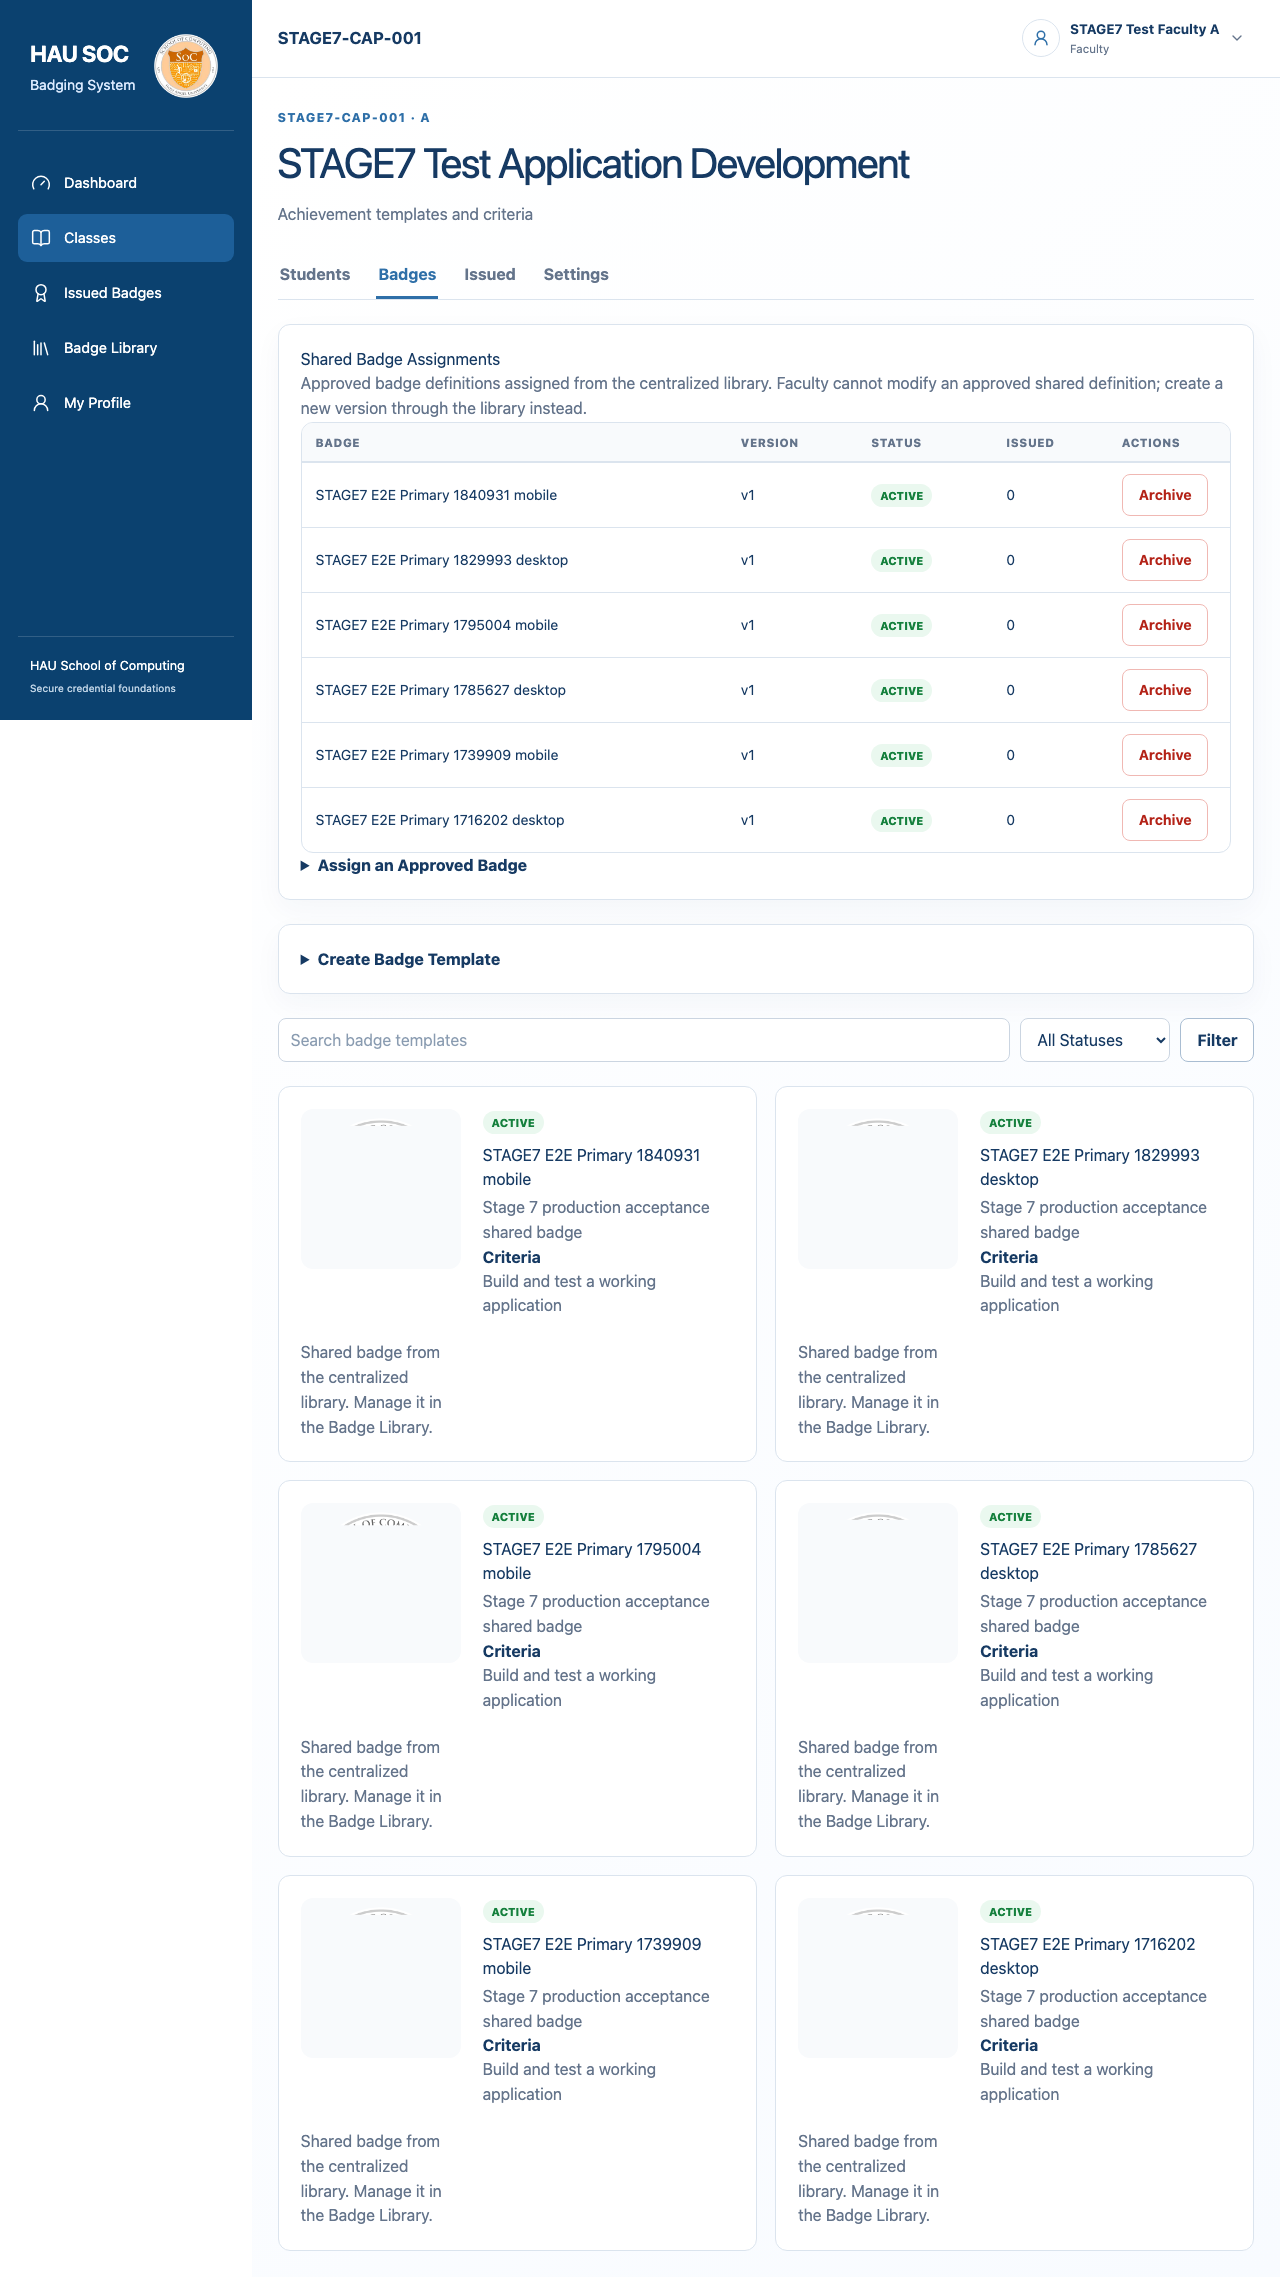 HAU SOC
Badging System
SoC
Dashboard
Classes
Issued Badges
Badge Library
My Profile
HAU School of Computing
Secure credential foundations
STAGE7-CAP-001
STAGE7 Test Faculty A
Faculty
STAGE7-CAP-001 · A
STAGE7 Test Application Development
Achievement templates and criteria
Students Badges Issued Settings
Shared Badge Assignments
Approved badge definitions assigned from the centralized library. Faculty cannot modify an approved shared definition; create a
new version through the library instead.
BADGE VERSION STATUS ISSUED ACTIONS
STAGE7 E2E Primary 1840931 mobile v1 ACTIVE 0 Archive
STAGE7 E2E Primary 1829993 desktop v1 ACTIVE 0 Archive
STAGE7 E2E Primary 1795004 mobile v1 ACTIVE 0 Archive
STAGE7 E2E Primary 1785627 desktop v1 ACTIVE 0 Archive
STAGE7 E2E Primary 1739909 mobile v1 ACTIVE 0 Archive
STAGE7 E2E Primary 1716202 desktop v1 ACTIVE 0 Archive
Assign an Approved Badge
Create Badge Template
Search badge templates All Statuses Filter
ACTIVE
STAGE7 E2E Primary 1840931
mobile
Stage 7 production acceptance
shared badge
Criteria
Build and test a working
application
Shared badge from
the centralized
library. Manage it in
the Badge Library.
ACTIVE
STAGE7 E2E Primary 1829993
desktop
Stage 7 production acceptance
shared badge
Criteria
Build and test a working
application
Shared badge from
the centralized
library. Manage it in
the Badge Library.
ACTIVE
STAGE7 E2E Primary 1795004
mobile
Stage 7 production acceptance
shared badge
Criteria
Build and test a working
application
Shared badge from
the centralized
library. Manage it in
the Badge Library.
ACTIVE
STAGE7 E2E Primary 1785627
desktop
Stage 7 production acceptance
shared badge
Criteria
Build and test a working
application
Shared badge from
the centralized
library. Manage it in
the Badge Library.
ACTIVE
STAGE7 E2E Primary 1739909
mobile
Stage 7 production acceptance
shared badge
Criteria
Build and test a working
application
Shared badge from
the centralized
library. Manage it in
the Badge Library.
ACTIVE
STAGE7 E2E Primary 1716202
desktop
Stage 7 production acceptance
shared badge
Criteria
Build and test a working
application
Shared badge from
the centralized
library. Manage it in
the Badge Library.